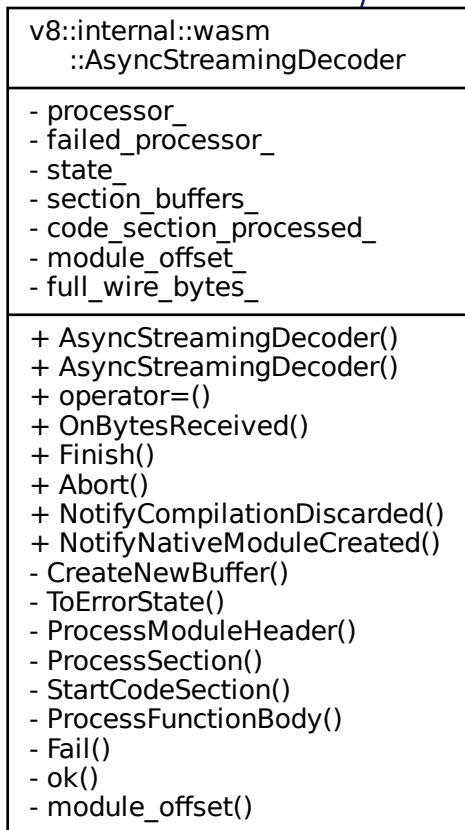 v8::internal::wasm
::AsyncStreamingDecoder
- processor_
- failed_processor_
- state_
- section_buffers_
- code_section_processed_
- module_offset_
- full_wire_bytes_
+ AsyncStreamingDecoder()
+ AsyncStreamingDecoder()
+ operator=()
+ OnBytesReceived()
+ Finish()
+ Abort()
+ NotifyCompilationDiscarded()
+ NotifyNativeModuleCreated()
- CreateNewBuffer()
- ToErrorState()
- ProcessModuleHeader()
- ProcessSection()
- StartCodeSection()
- ProcessFunctionBody()
- Fail()
- ok()
- module_offset()